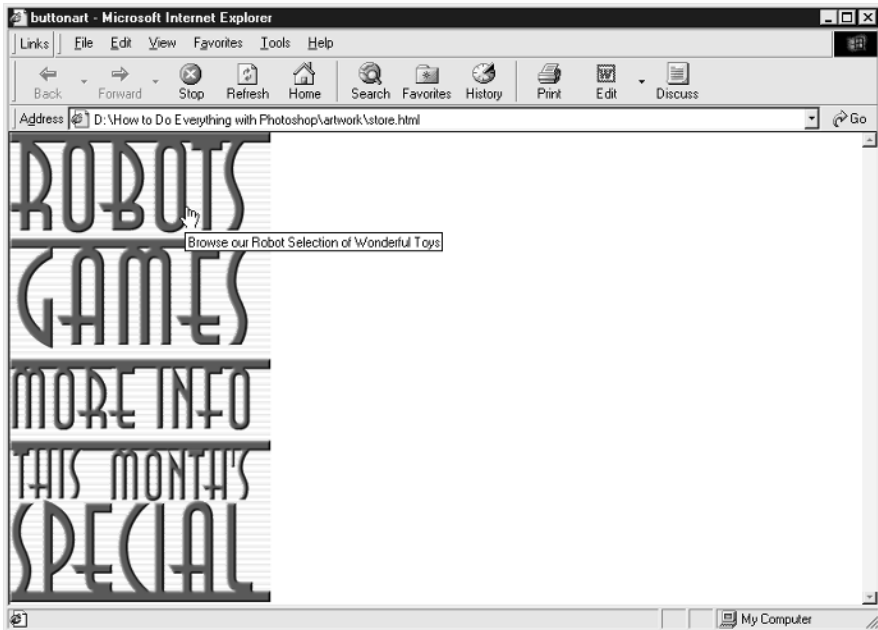 buttonart - Microsoft Internet Explorer
Links File Edit View Favorites Tools Help
Back Forward Stop Refresh Home Search Favorites History Print Edit Discuss
Address D:\How to Do Everything with Photoshop\artwork\store.html Go
ROBOTS
Browse our Robot Selection of Wonderful Toys
GAMES
MORE INFO
THIS MONTH'S
SPECIAL
My Computer